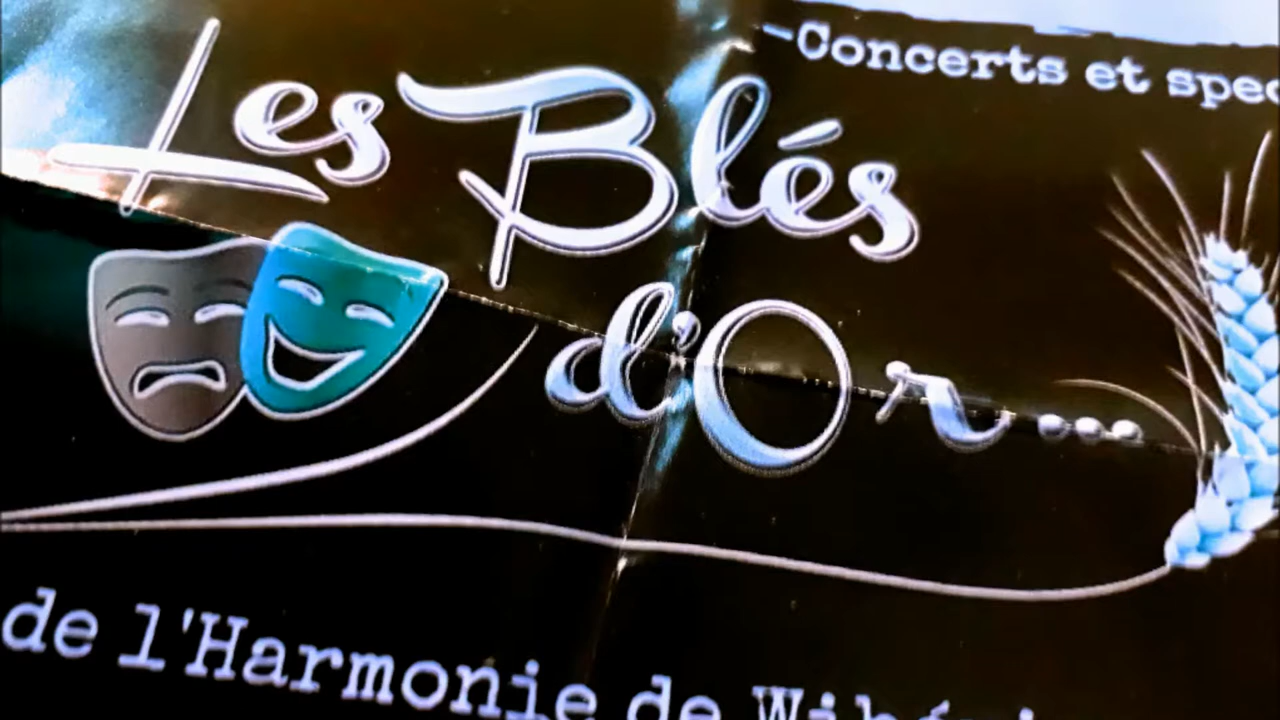 -Concerts et spec
Les Blés
d'Or...
de l'Harmonie de